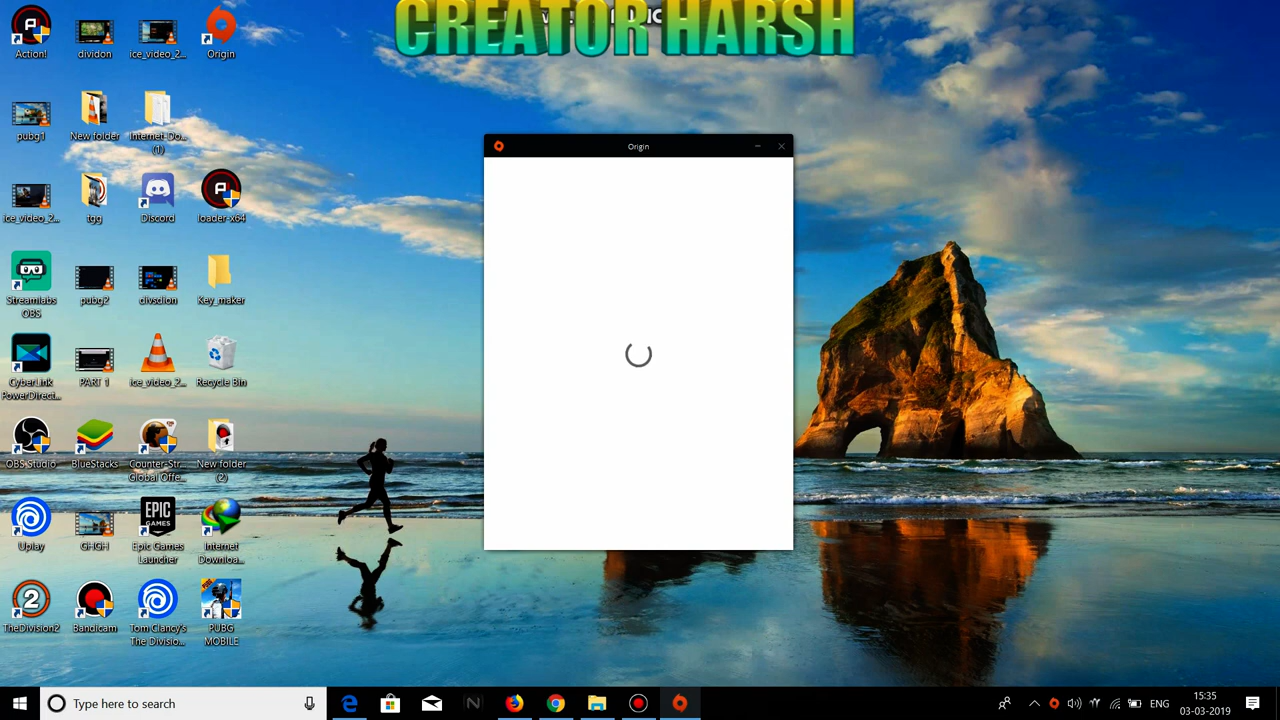 CREATOR HARSH
Action!
dividon
ice_video_2...
Origin
pubg1
New folder
Internet-Do...
(1)
ice_video_2...
tgg
Discord
loader-x64
Streamlabs
OBS
pubg2
divsdion
Key_maker
CyberLink
PowerDirect...
PART 1
ice_video_2...
Recycle Bin
OBS Studio
BlueStacks
Counter-Str...
Global Offe...
New folder
(2)
Uplay
GHGH
EPIC
GAMES
Epic Games
Launcher
Internet
Downloa...
TheDivision2
Bandicam
Tom Clancy's
The Divisio...
PUBG
MOBILE
Origin
Type here to search
ENG
15:35
03-03-2019